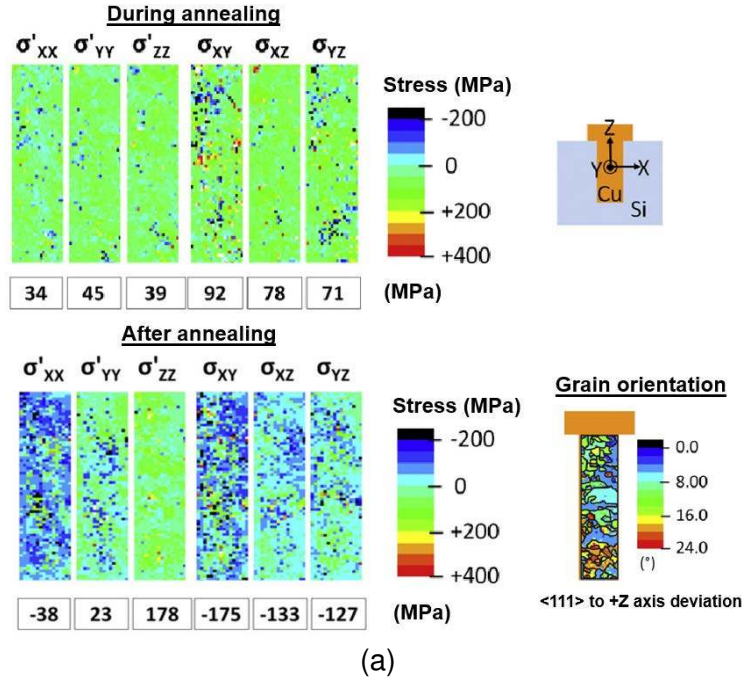 During annealing
σ'XX σ'YY σ'ZZ σXY σXZ σYZ
Stress (MPa)
-200
0
+200
+400
34 45 39 92 78 71 (MPa)
Z
Y X
Cu
Si
After annealing
σ'XX σ'YY σ'ZZ σXY σXZ σYZ
Stress (MPa)
-200
0
+200
+400
-38 23 178 -175 -133 -127 (MPa)
Grain orientation
0.0
8.00
16.0
24.0
(°)
<111> to +Z axis deviation
(a)